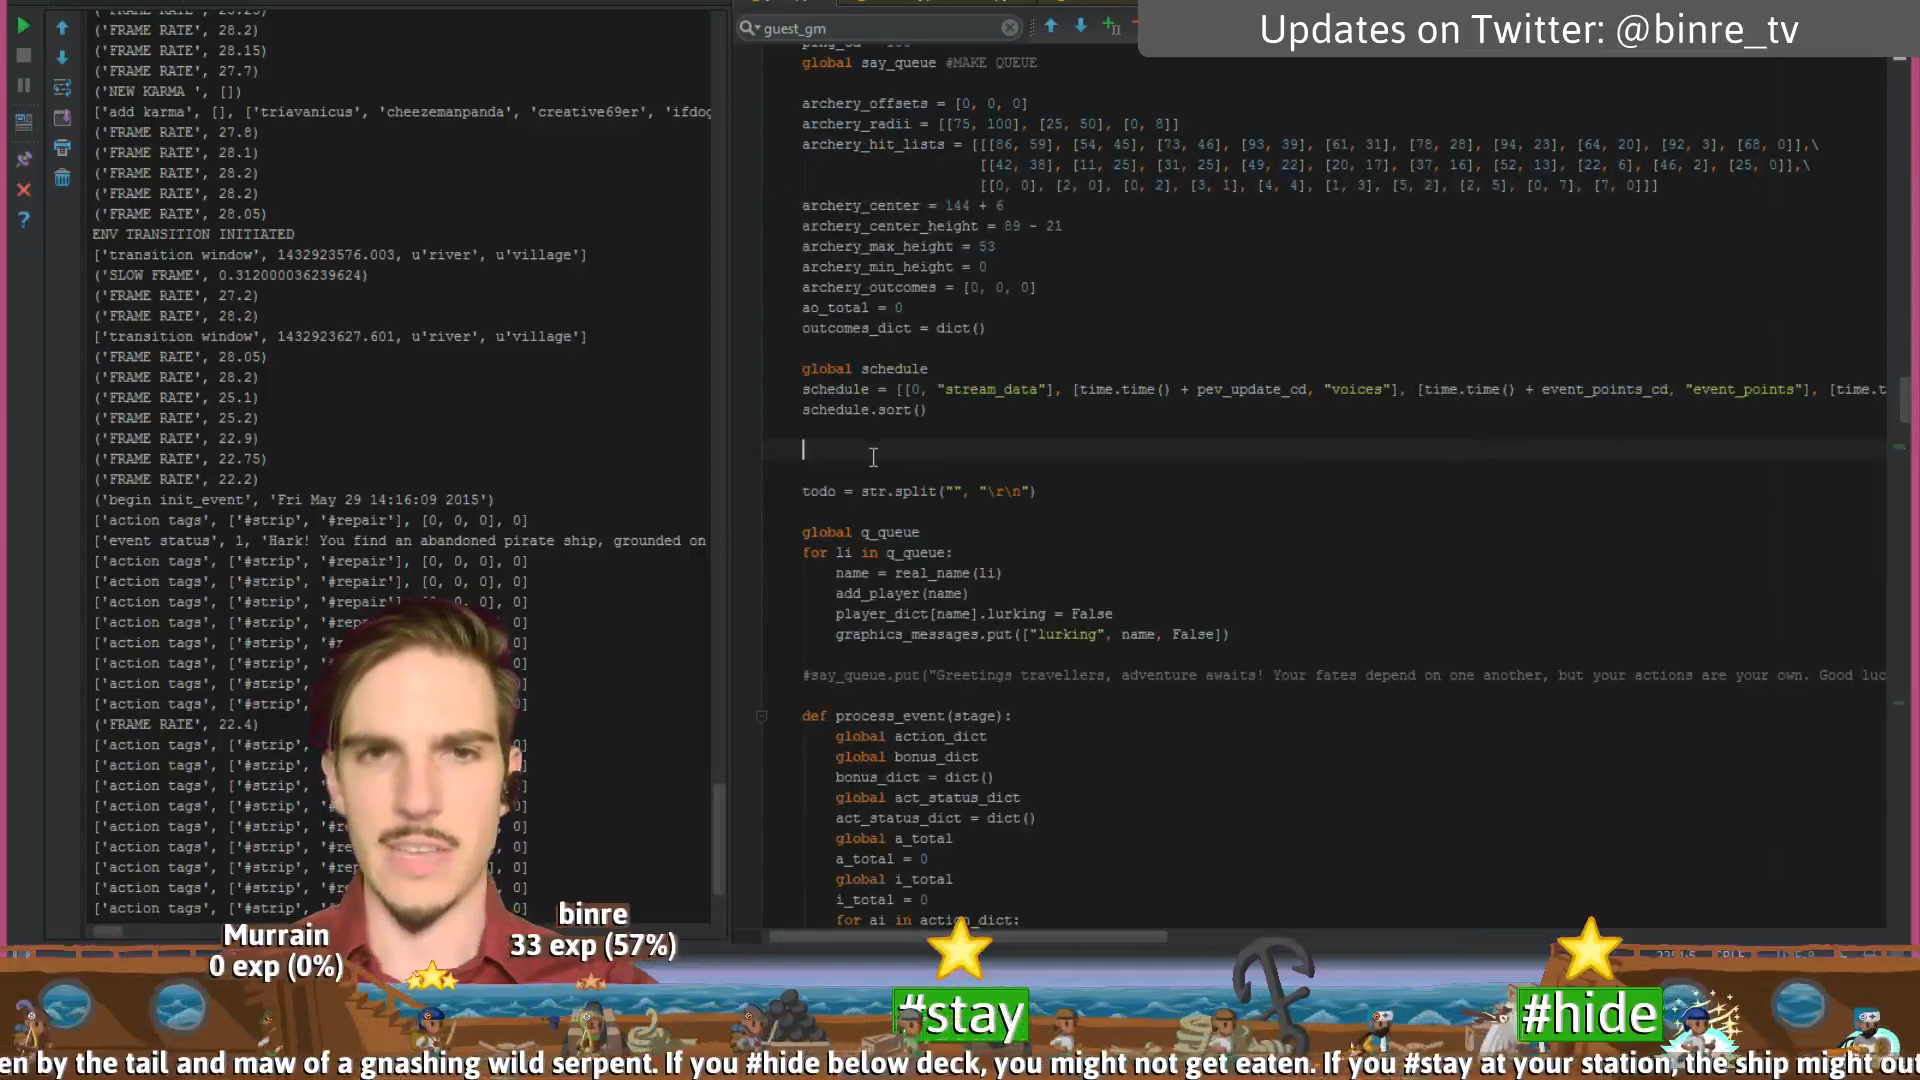 ('FRAME RATE', 28.2)
('FRAME RATE', 28.15)
('FRAME RATE', 27.7)
('NEW KARMA ', [])
['add karma', [], ['triavanicus', 'cheezemanpanda', 'creative69er', 'ifdog
('FRAME RATE', 27.8)
('FRAME RATE', 28.1)
('FRAME RATE', 28.2)
('FRAME RATE', 28.2)
('FRAME RATE', 28.05)
ENV TRANSITION INITIATED
['transition window', 1432923576.003, u'river', u'village']
('SLOW FRAME', 0.312000036239624)
('FRAME RATE', 27.2)
('FRAME RATE', 28.2)
['transition window', 1432923627.601, u'river', u'village']
('FRAME RATE', 28.05)
('FRAME RATE', 28.2)
('FRAME RATE', 25.1)
('FRAME RATE', 25.2)
('FRAME RATE', 22.9)
('FRAME RATE', 22.75)
('FRAME RATE', 22.2)
('begin init_event', 'Fri May 29 14:16:09 2015')
['action tags', ['#strip', '#repair'], [0, 0, 0], 0]
['event status', 1, 'Hark! You find an abandoned pirate ship, grounded on
['action tags', ['#strip', '#repair'], [0, 0, 0], 0]
['action tags', ['#strip', '#repair'], [0, 0, 0], 0]
['action tags', ['#strip', '#repair'], 0, 0], 0]
['action tags', ['#strip', '#repa 0]
['action tags', ['#strip', '#rep 0]
['action tags', ['#strip', 0]
['action tags', ['#strip', 0]
['action tags', ['#strip', 0]
('FRAME RATE', 22.4)
['action tags', ['#strip', 0]
['action tags', ['#strip',
['action tags', ['#strip',
['action tags', ['#strip', 0]
['action tags', ['#strip', '#r 0]
['action tags', ['#strip', '#re 0]
['action tags', ['#strip', '#rep 0]
['action tags', ['#strip', '# 0]
['action tags', ['#strip', 0]
guest_gm
Updates on Twitter: @binre_tv
global say_queue #MAKE QUEUE
archery_offsets = [0, 0, 0]
archery_radii = [[75, 100], [25, 50], [0, 8]]
archery_hit_lists = [[[86, 59], [54, 45], [73, 46], [93, 39], [61, 31], [78, 28], [94, 23], [64, 20], [92, 3], [68, 0]],\
[[42, 38], [11, 25], [31, 25], [49, 22], [20, 17], [37, 16], [52, 13], [22, 6], [46, 2], [25, 0]],\
[[0, 0], [2, 0], [0, 2], [3, 1], [4, 4], [1, 3], [5, 2], [2, 5], [0, 7], [7, 0]]]
archery_center = 144 + 6
archery_center_height = 89 - 21
archery_max_height = 53
archery_min_height = 0
archery_outcomes = [0, 0, 0]
ao_total = 0
outcomes_dict = dict()
global schedule
schedule = [[0, "stream_data"], [time.time() + pev_update_cd, "voices"], [time.time() + event_points_cd, "event_points"], [time.t
schedule.sort()
todo = str.split("", "\r\n")
global q_queue
for li in q_queue:
name = real_name(li)
add_player(name)
player_dict[name].lurking = False
graphics_messages.put(["lurking", name, False])
#say_queue.put("Greetings travellers, adventure awaits! Your fates depend on one another, but your actions are your own. Good luc
def process_event(stage):
global action_dict
global bonus_dict
bonus_dict = dict()
global act_status_dict
act_status_dict = dict()
global a_total
a_total = 0
global i_total
i_total = 0
for ai in action_dict:
Murrain
0 exp (0%)
binre
33 exp (57%)
#stay
#hide
en by the tail and maw of a gnashing wild serpent. If you #hide below deck, you might not get eaten. If you #stay at your station, the ship might out